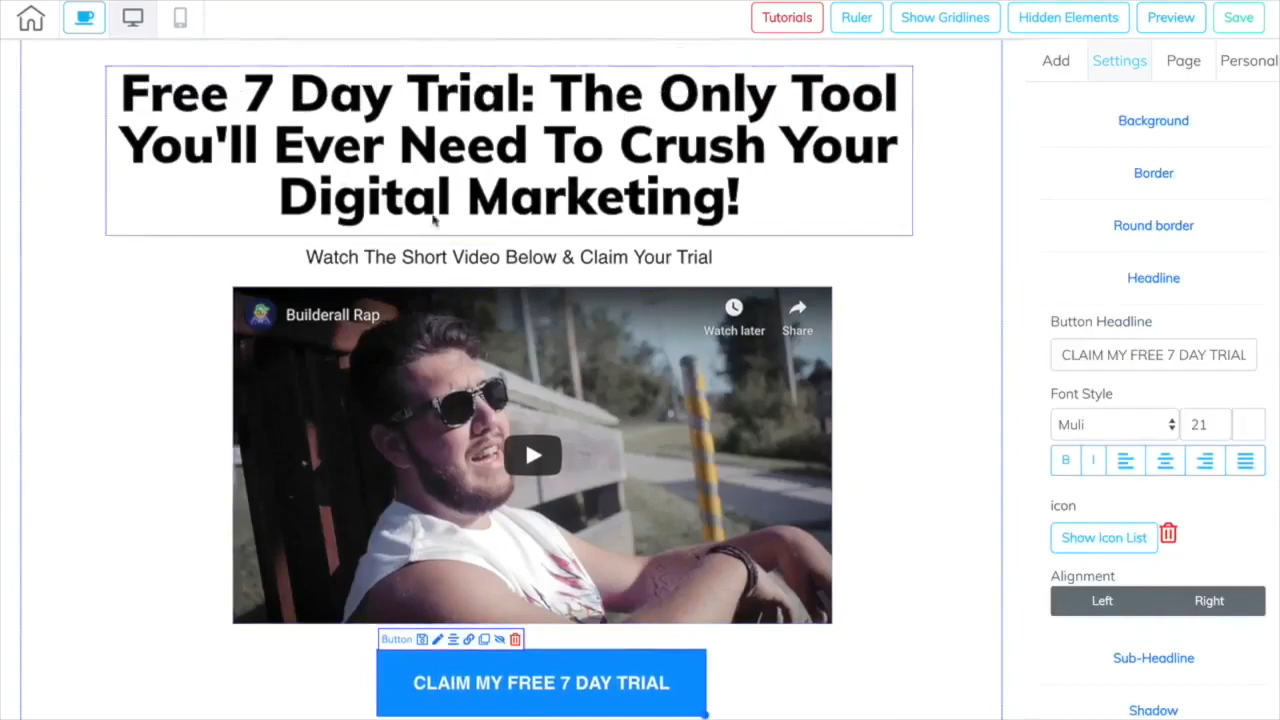 Tutorials
Ruler
Show Gridlines
Hidden Elements
Preview
Save
Add
Settings
Page
Personal
Free 7 Day Trial: The Only Tool
You'll Ever Need To Crush Your
Digital Marketing!
Watch The Short Video Below & Claim Your Trial
Builderall Rap
Watch later
Share
Button
CLAIM MY FREE 7 DAY TRIAL
Background
Border
Round border
Headline
Button Headline
CLAIM MY FREE 7 DAY TRIAL
Font Style
Muli
21
B
I
icon
Show Icon List
Alignment
Left
Right
Sub-Headline
Shadow